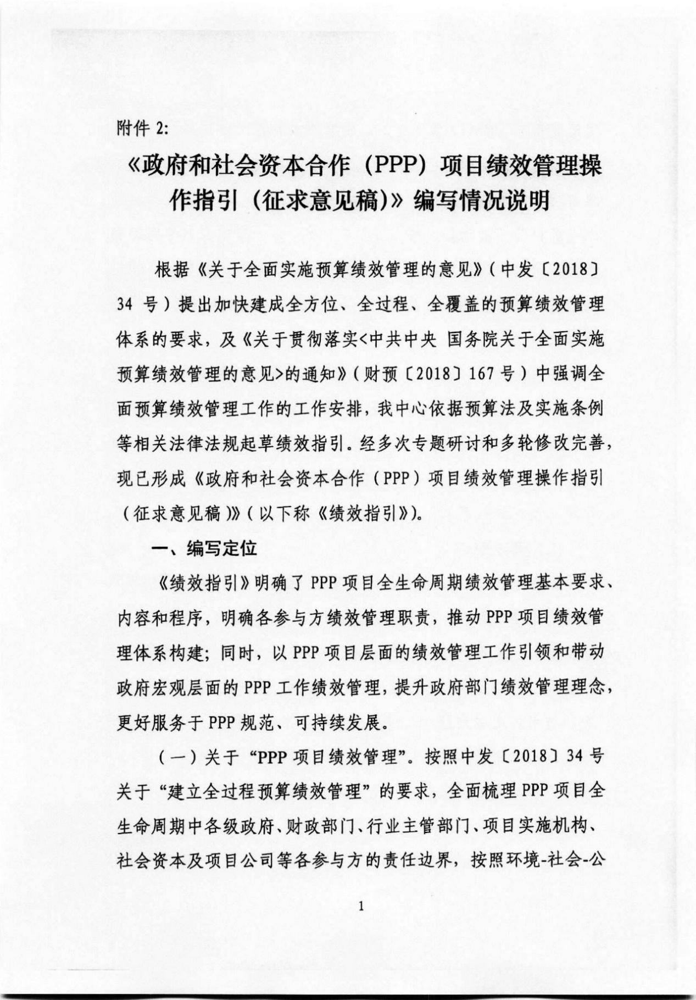 附件 2:
《政府和社会资本合作（PPP）项目绩效管理操
作指引（征求意见稿）》编写情况说明
根据《关于全面实施预算绩效管理的意见》（中发〔2018〕
34 号）提出加快建成全方位、全过程、全覆盖的预算绩效管理
体系的要求，及《关于贯彻落实<中共中央 国务院关于全面实施
预算绩效管理的意见>的通知》（财预〔2018〕167 号）中强调全
面预算绩效管理工作的工作安排，我中心依据预算法及实施条例
等相关法律法规起草绩效指引。经多次专题研讨和多轮修改完善，
现已形成《政府和社会资本合作（PPP）项目绩效管理操作指引
（征求意见稿）》（以下称《绩效指引》）。
一、编写定位
《绩效指引》明确了 PPP 项目全生命周期绩效管理基本要求、
内容和程序，明确各参与方绩效管理职责，推动 PPP 项目绩效管
理体系构建；同时，以 PPP 项目层面的绩效管理工作引领和带动
政府宏观层面的 PPP 工作绩效管理，提升政府部门绩效管理理念，
更好服务于 PPP 规范、可持续发展。
（一）关于“PPP 项目绩效管理”。按照中发〔2018〕34 号
关于“建立全过程预算绩效管理”的要求，全面梳理 PPP 项目全
生命周期中各级政府、财政部门、行业主管部门、项目实施机构、
社会资本及项目公司等各参与方的责任边界，按照环境-社会-公
1